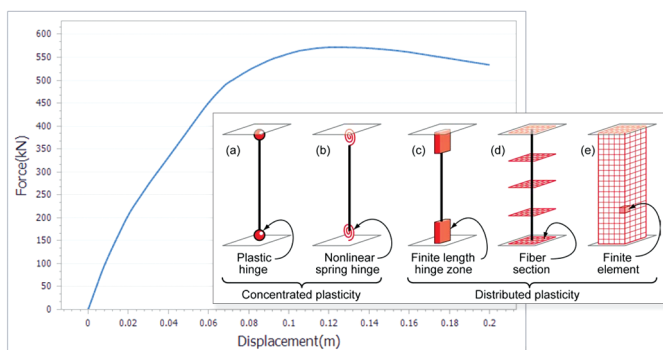 600
550
500
450
400
350
300
250
200
150
100
50
0
Force(kN)
0 0.02 0.04 0.06 0.08 0.1 0.12 0.14 0.16 0.18 0.2
Displacement(m)
(a) (b) (c) (d) (e)
Plastic
hinge
Nonlinear
spring hinge
Finite length
hinge zone
Fiber
section
Finite
element
Concentrated plasticity
Distributed plasticity